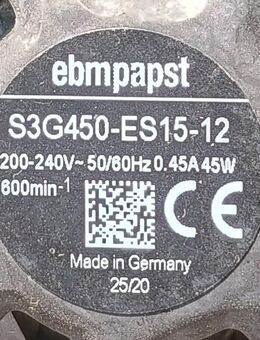 ebmpapst
S3G450-ES15-12
200-240V~ 50/60Hz 0.45A 45W
600min-1
CE
Made in Germany
25/20